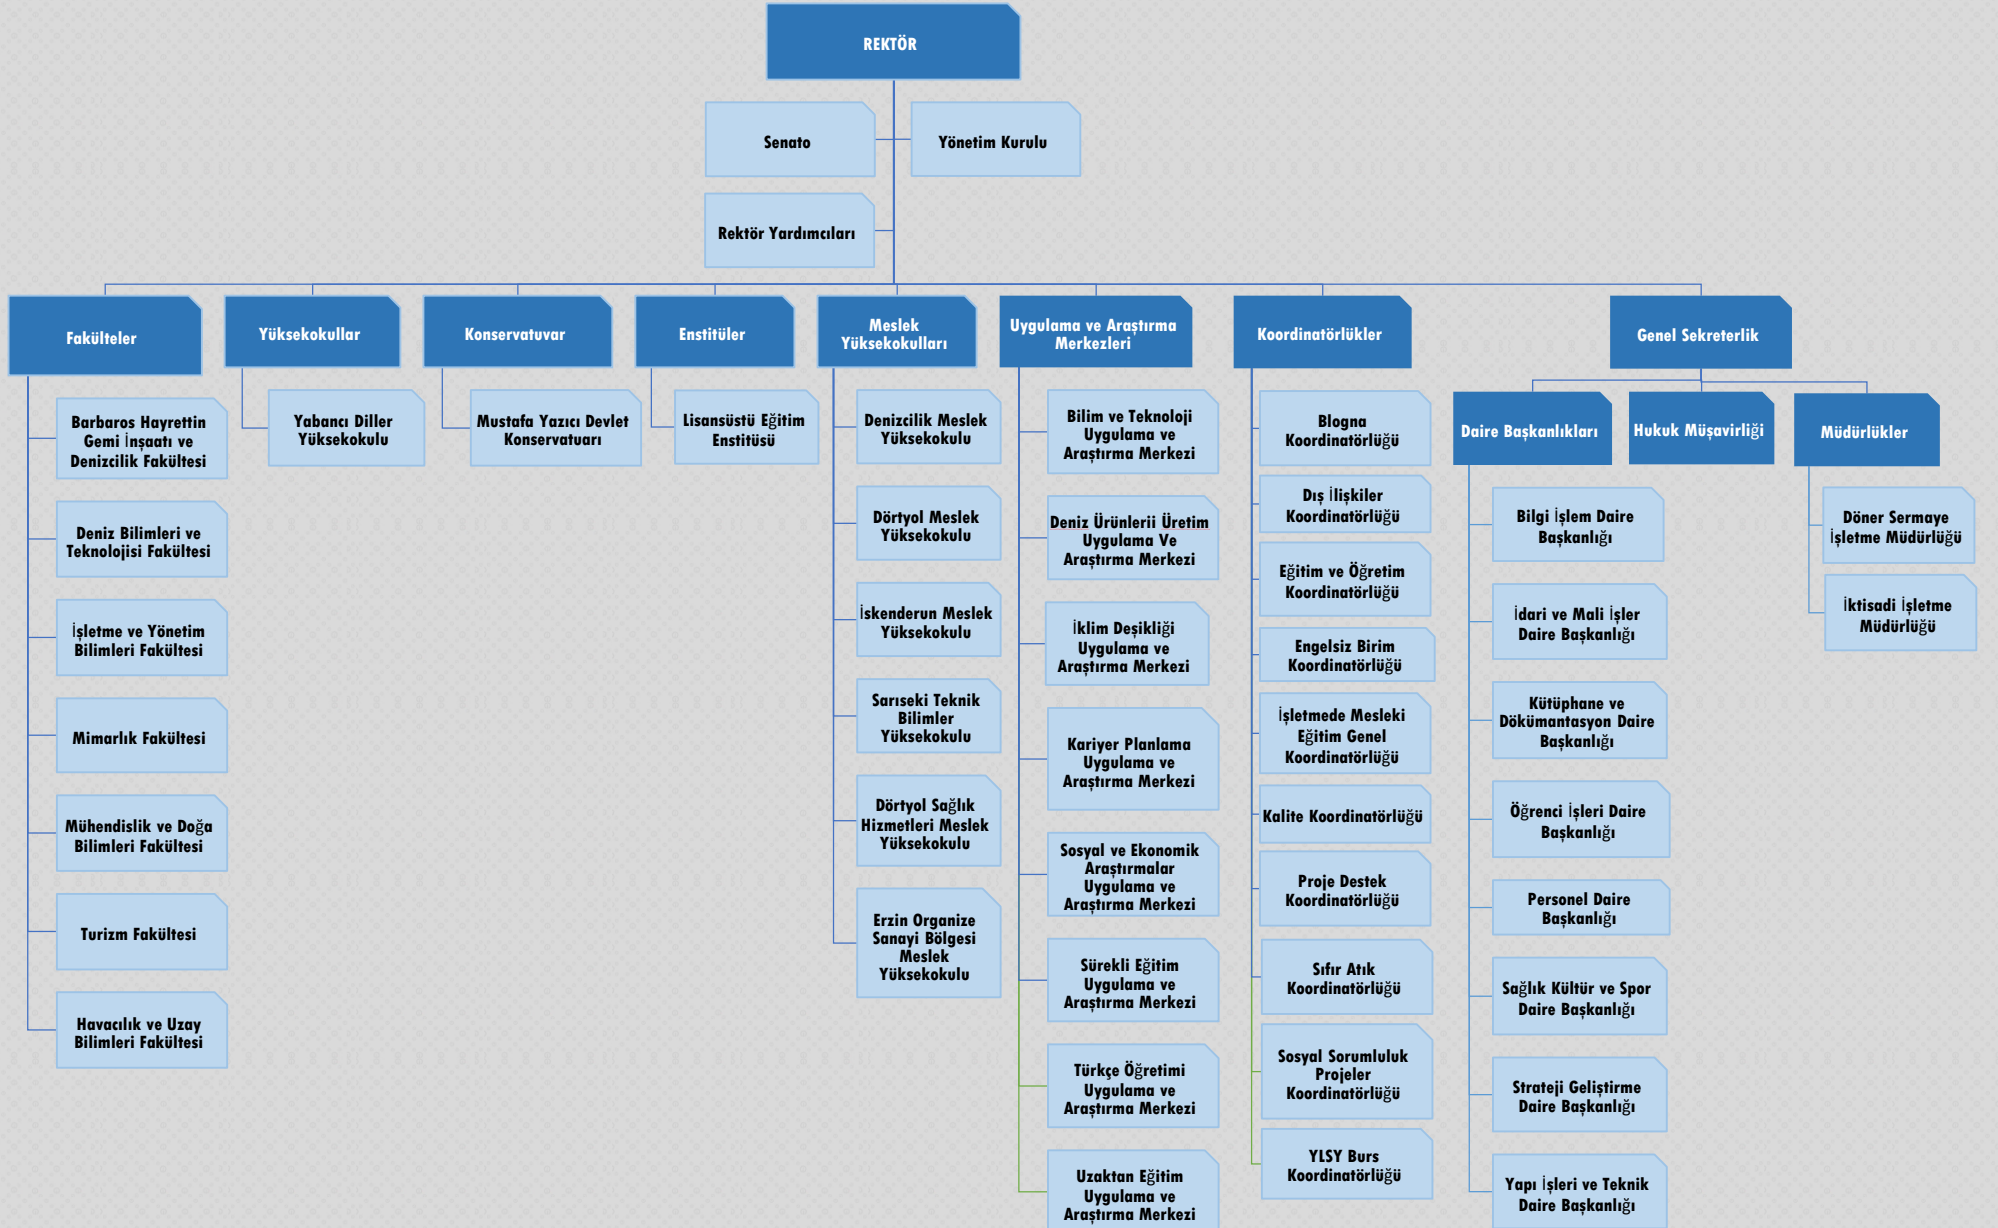 REKTÖR
Senato
Yönetim Kurulu
Rektör Yardımcıları
Fakülteler
Barbaros Hayrettin
Gemi İnşaatı ve
Denizcilik Fakültesi
Deniz Bilimleri ve
Teknolojisi Fakültesi
İşletme ve Yönetim
Bilimleri Fakültesi
Mimarlık Fakültesi
Mühendislik ve Doğa
Bilimleri Fakültesi
Turizm Fakültesi
Havacılık ve Uzay
Bilimleri Fakültesi
Yüksekokullar
Yabancı Diller
Yüksekokulu
Konservatuvar
Mustafa Yazıcı Devlet
Konservatuarı
Enstitüler
Lisansüstü Eğitim
Enstitüsü
Meslek
Yüksekokulları
Denizcilik Meslek
Yüksekokulu
Dörtyol Meslek
Yüksekokulu
İskenderun Meslek
Yüksekokulu
Sarıseki Teknik
Bilimler
Yüksekokulu
Dörtyol Sağlık
Hizmetleri Meslek
Yüksekokulu
Erzin Organize
Sanayi Bölgesi
Meslek
Yüksekokulu
Uygulama ve Araştırma
Merkezleri
Bilim ve Teknoloji
Uygulama ve
Araştırma Merkezi
Deniz Ürünlerii Üretim
Uygulama Ve
Araştırma Merkezi
İklim Deşikliği
Uygulama ve
Araştırma Merkezi
Kariyer Planlama
Uygulama ve
Araştırma Merkezi
Sosyal ve Ekonomik
Araştırmalar
Uygulama ve
Araştırma Merkezi
Sürekli Eğitim
Uygulama ve
Araştırma Merkezi
Türkçe Öğretimi
Uygulama ve
Araştırma Merkezi
Uzaktan Eğitim
Uygulama ve
Araştırma Merkezi
Koordinatörlükler
Blogna
Koordinatörlüğü
Dış İlişkiler
Koordinatörlüğü
Eğitim ve Öğretim
Koordinatörlüğü
Engelsiz Birim
Koordinatörlüğü
İşletmede Mesleki
Eğitim Genel
Koordinatörlüğü
Kalite Koordinatörlüğü
Proje Destek
Koordinatörlüğü
Sıfır Atık
Koordinatörlüğü
Sosyal Sorumluluk
Projeler
Koordinatörlüğü
YLSY Burs
Koordinatörlüğü
Genel Sekreterlik
Daire Başkanlıkları
Bilgi İşlem Daire
Başkanlığı
İdari ve Mali İşler
Daire Başkanlığı
Kütüphane ve
Dökümantasyon Daire
Başkanlığı
Öğrenci İşleri Daire
Başkanlığı
Personel Daire
Başkanlığı
Sağlık Kültür ve Spor
Daire Başkanlığı
Strateji Geliştirme
Daire Başkanlığı
Yapı İşleri ve Teknik
Daire Başkanlığı
Hukuk Müşavirliği
Müdürlükler
Döner Sermaye
İşletme Müdürlüğü
İktisadi İşletme
Müdürlüğü